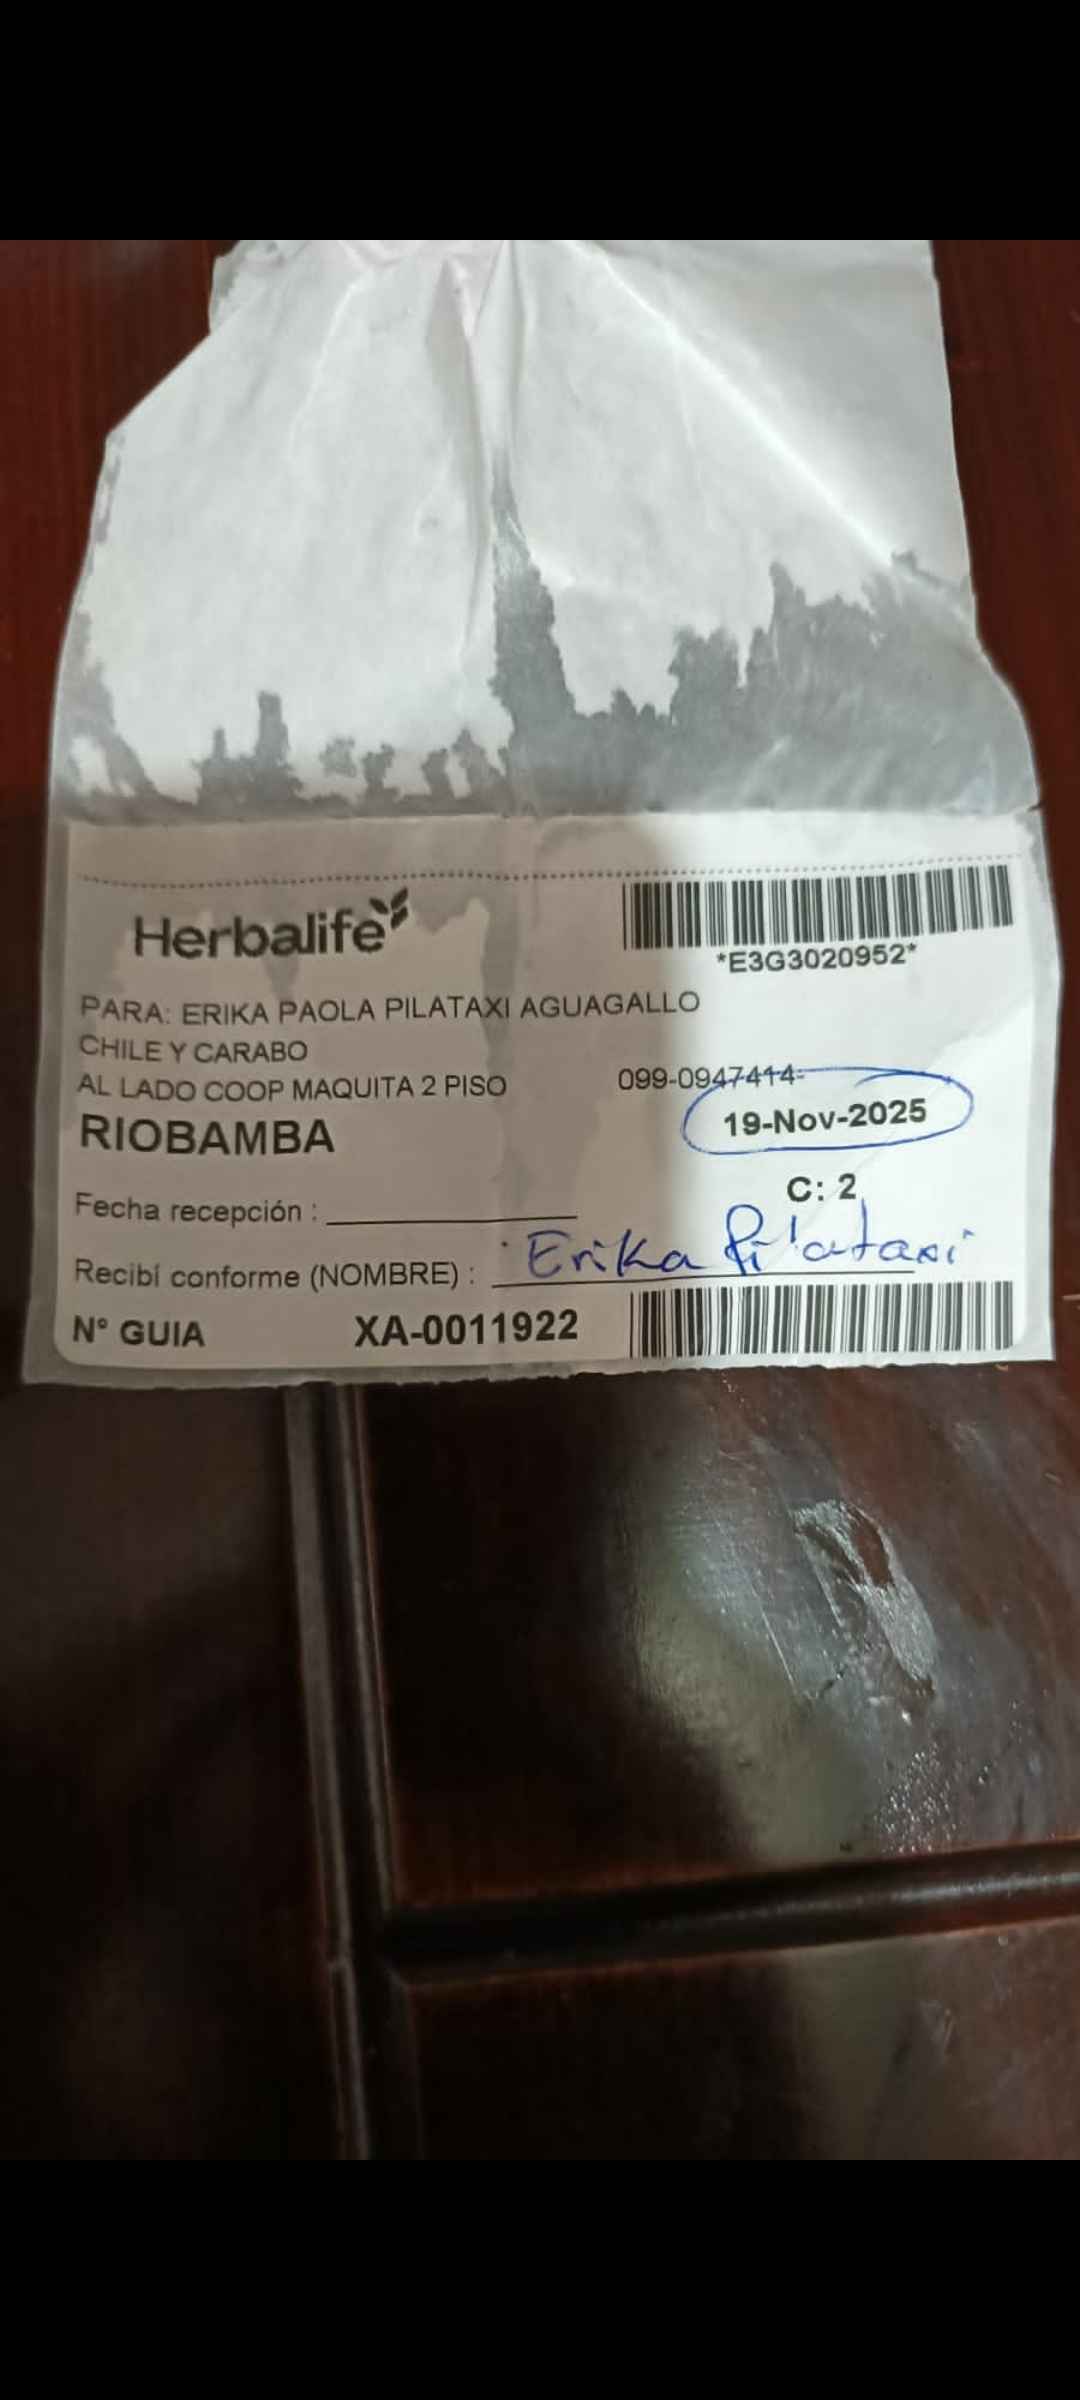 Herbalife
*E3G3020952*
PARA: ERIKA PAOLA PILATAXI AGUAGALLO
CHILE Y CARABO
AL LADO COOP MAQUITA 2 PISO 099-0947414-
RIOBAMBA 19-Nov-2025
C: 2
Fecha recepción :
Recibí conforme (NOMBRE) : Erika Pilataxi
N° GUIA XA-0011922